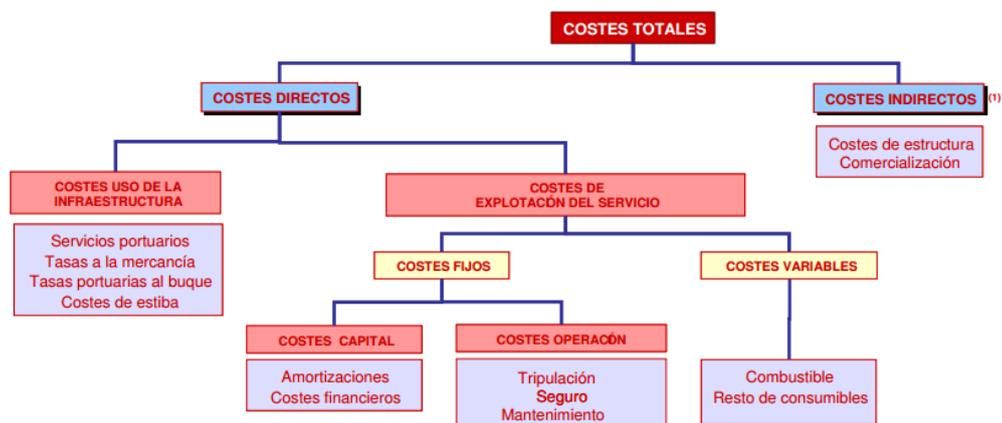 COSTES TOTALES
COSTES DIRECTOS
COSTES INDIRECTOS (1)
Costes de estructura
Comercialización
COSTES USO DE LA
INFRAESTRUCTURA
Servicios portuarios
Tasas a la mercancía
Tasas portuarias al buque
Costes de estiba
COSTES DE
EXPLOTACIÓN DEL SERVICIO
COSTES FIJOS
COSTES VARIABLES
COSTES CAPITAL
Amortizaciones
Costes financieros
COSTES OPERACIÓN
Tripulación
Seguro
Mantenimiento
Combustible
Resto de consumibles